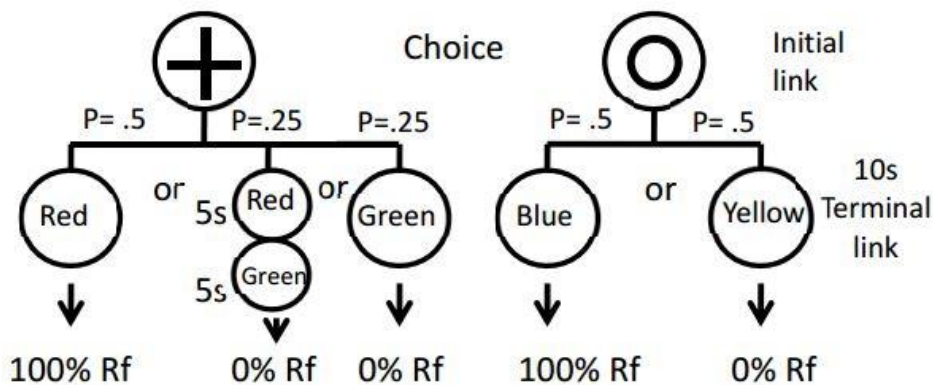 Choice
Initial
link
P= .5
P=.25
P=.25
P= .5
P= .5
Red
or
5s
Red
or
Green
5s
Green
Blue
or
Yellow
10s
Terminal
link
100% Rf
0% Rf
0% Rf
100% Rf
0% Rf